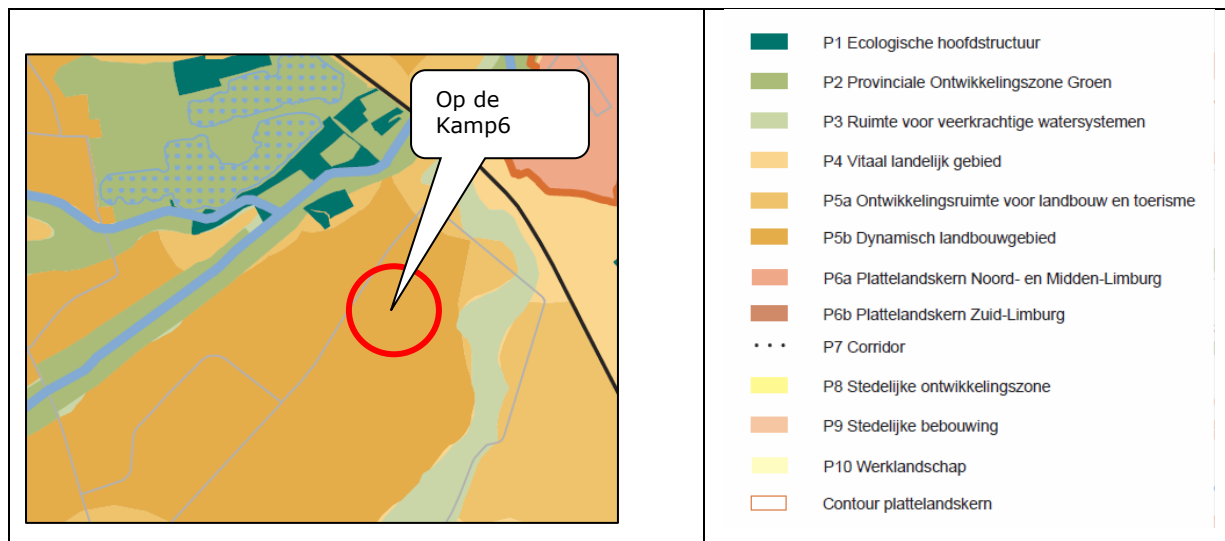 Op de
Kamp6
P1 Ecologische hoofdstructuur
P2 Provinciale Ontwikkelingszone Groen
P3 Ruimte voor veerkrachtige watersystemen
P4 Vitaal landelijk gebied
P5a Ontwikkelingsruimte voor landbouw en toerisme
P5b Dynamisch landbouwgebied
P6a Plattelandskern Noord- en Midden-Limburg
P6b Plattelandskern Zuid-Limburg
P7 Corridor
P8 Stedelijke ontwikkelingszone
P9 Stedelijke bebouwing
P10 Werklandschap
Contour plattelandskern